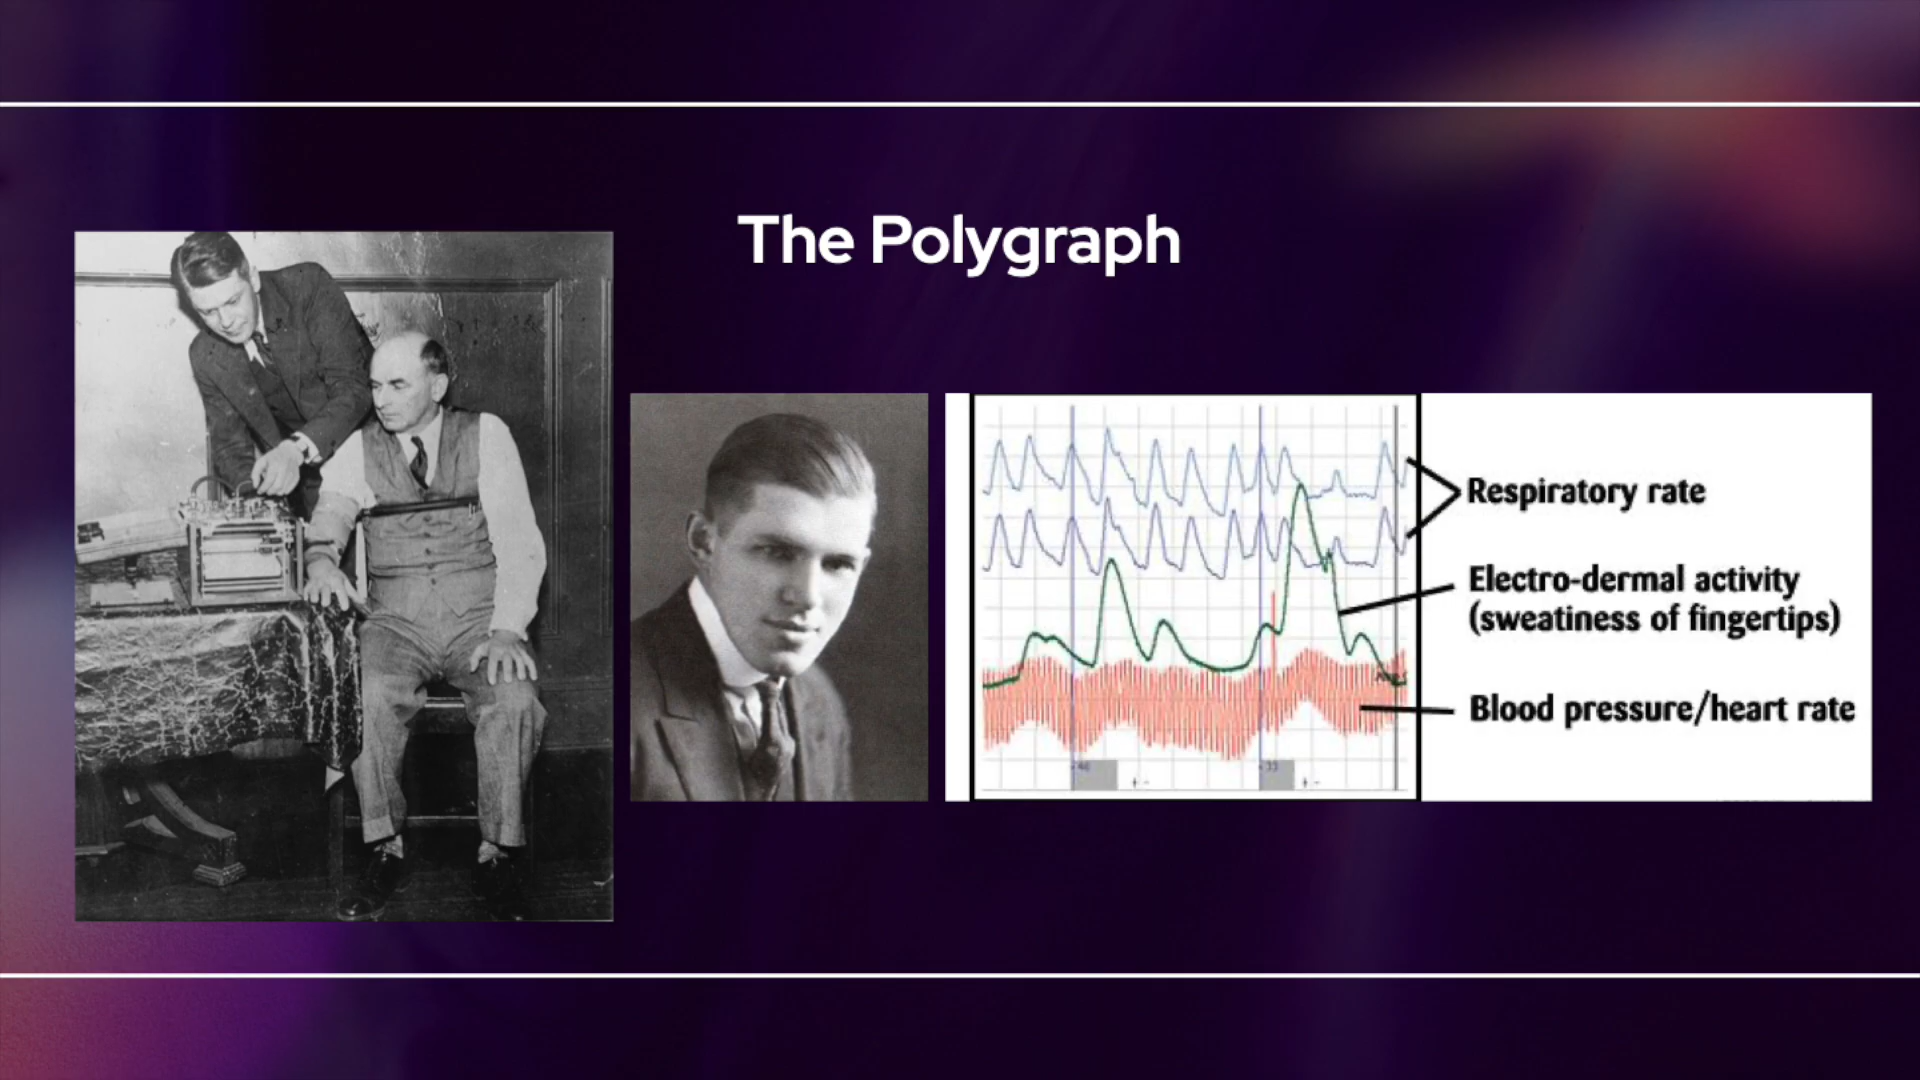 The Polygraph
Respiratory rate
Electro-dermal activity
(sweatiness of fingertips)
Blood pressure/heart rate